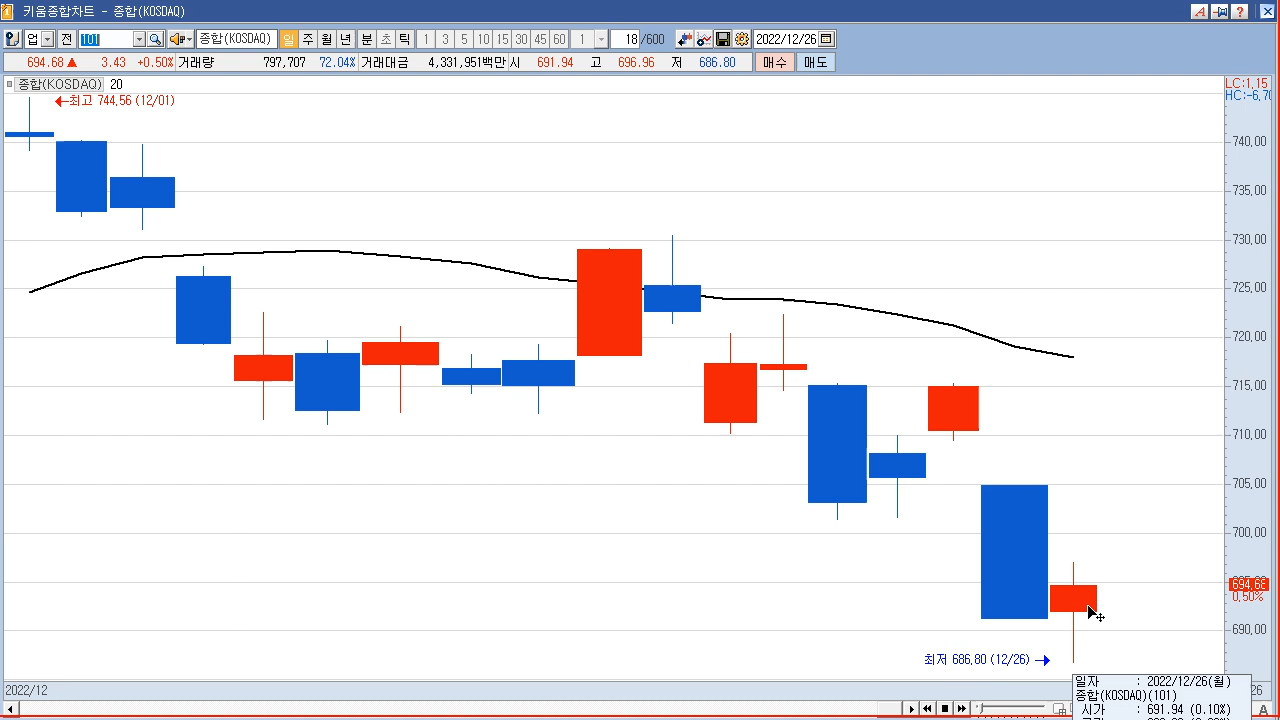 키움종합차트 - 종합(KOSDAQ)
업 전 101 종합(KOSDAQ) 일 주 월 년 분 초 틱 1 3 5 10 15 30 45 60 1 18 /600 2022/12/26
694.68 ▲ 3.43 +0.50% 거래량 797,707 72.04% 거래대금 4,331,951백만 시 691.94 고 696.96 저 686.80 매수 매도
종합(KOSDAQ) 20
LC:1,15
HC:-6,70
최고 744,56 (12/01)
740,00
735,00
730,00
725,00
720,00
715,00
710,00
705,00
700,00
694,68
0,50%
690,00
최저 686,80 (12/26)
2022/12
26
일자 : 2022/12/26(월)
종합(KOSDAQ)(101)
시가 : 691.94 (0.10%)
A